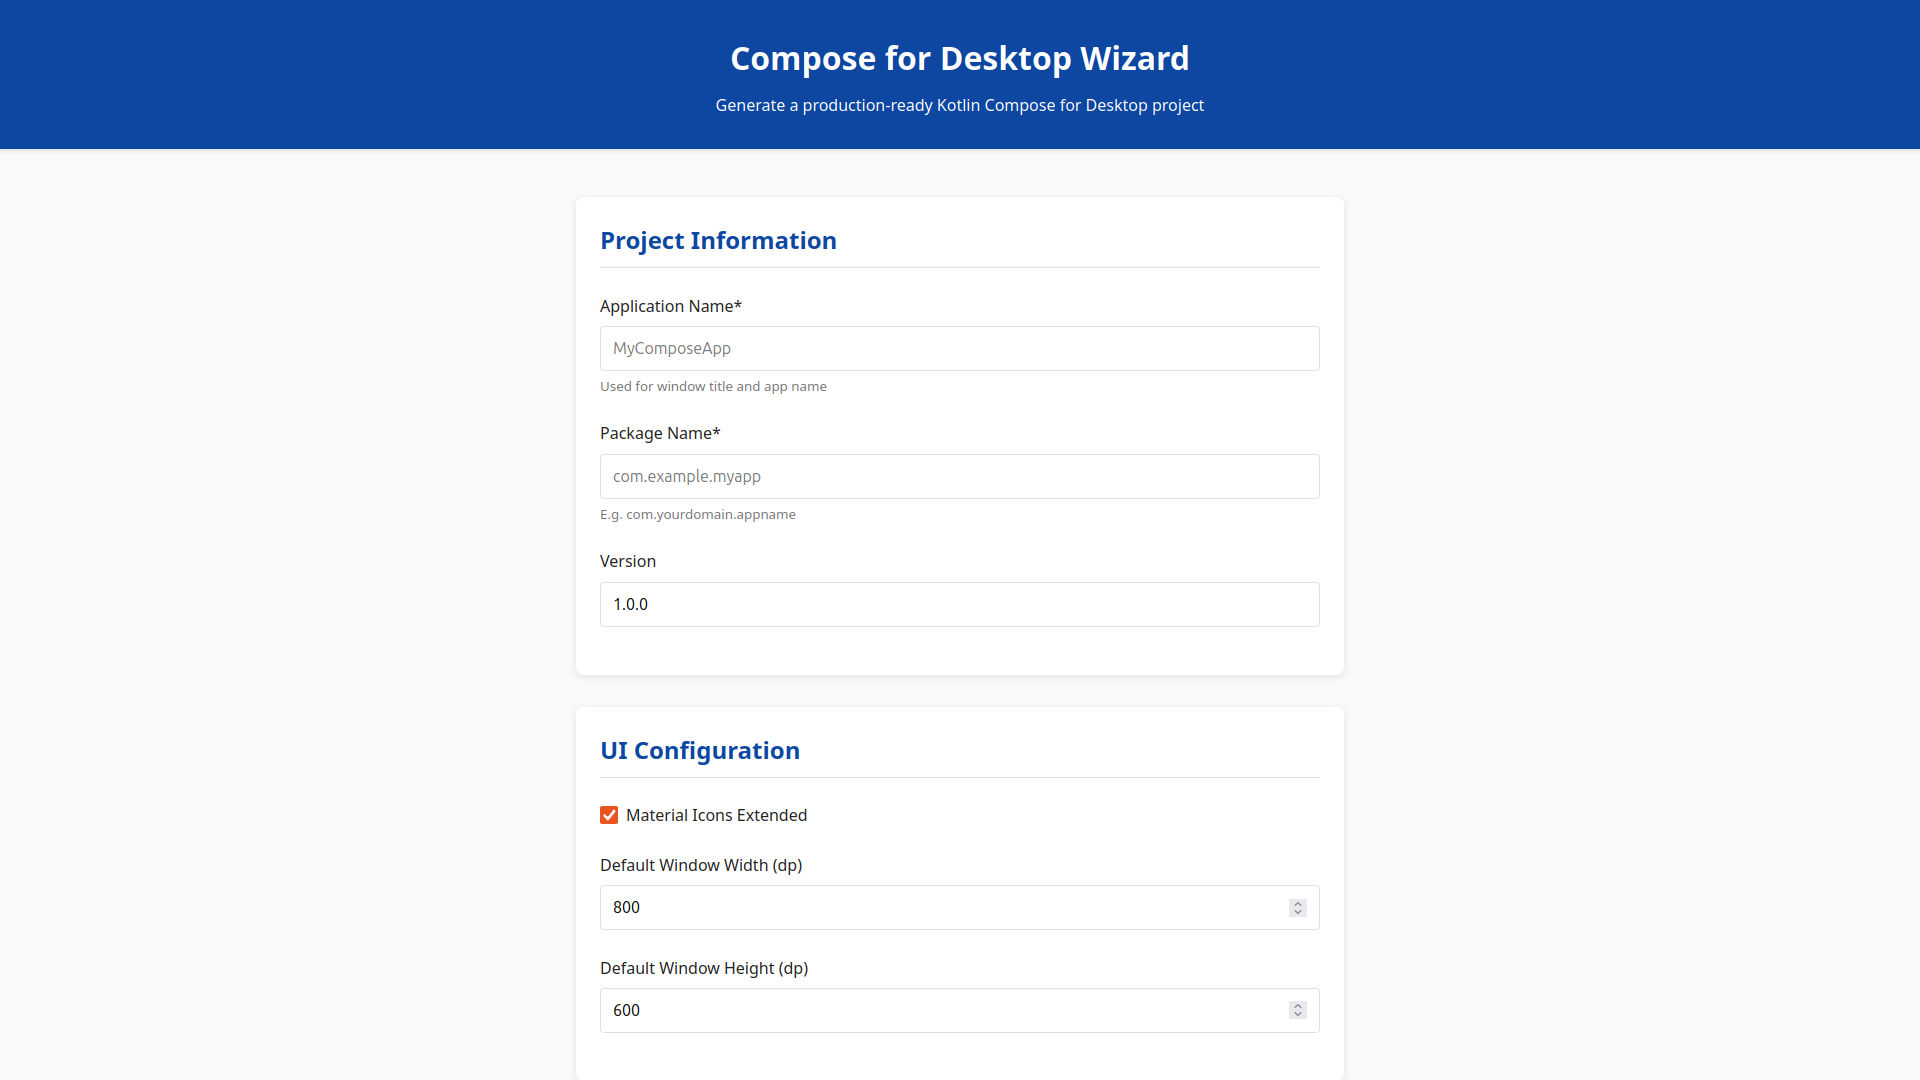 Compose for Desktop Wizard
Generate a production-ready Kotlin Compose for Desktop project
Project Information
Application Name*
MyComposeApp
Used for window title and app name
Package Name*
com.example.myapp
E.g. com.yourdomain.appname
Version
1.0.0
UI Configuration
Material Icons Extended
Default Window Width (dp)
800
Default Window Height (dp)
600